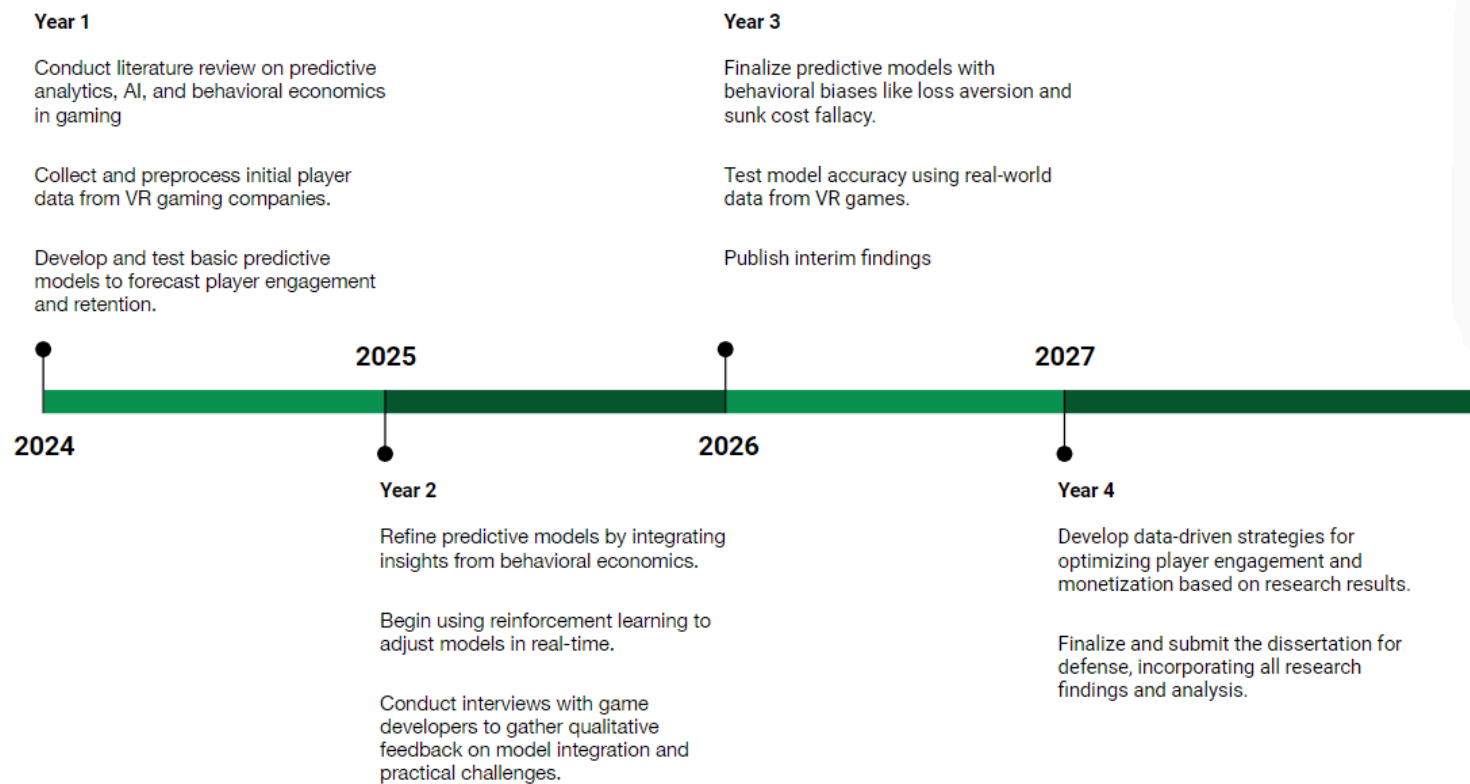 Year 1
Conduct literature review on predictive
analytics, AI, and behavioral economics
in gaming
Collect and preprocess initial player
data from VR gaming companies.
Develop and test basic predictive
models to forecast player engagement
and retention.
Year 3
Finalize predictive models with
behavioral biases like loss aversion and
sunk cost fallacy.
Test model accuracy using real-world
data from VR games.
Publish interim findings
2024
2025
2026
2027
Year 2
Refine predictive models by integrating
insights from behavioral economics.
Begin using reinforcement learning to
adjust models in real-time.
Conduct interviews with game
developers to gather qualitative
feedback on model integration and
practical challenges.
Year 4
Develop data-driven strategies for
optimizing player engagement and
monetization based on research results.
Finalize and submit the dissertation for
defense, incorporating all research
findings and analysis.